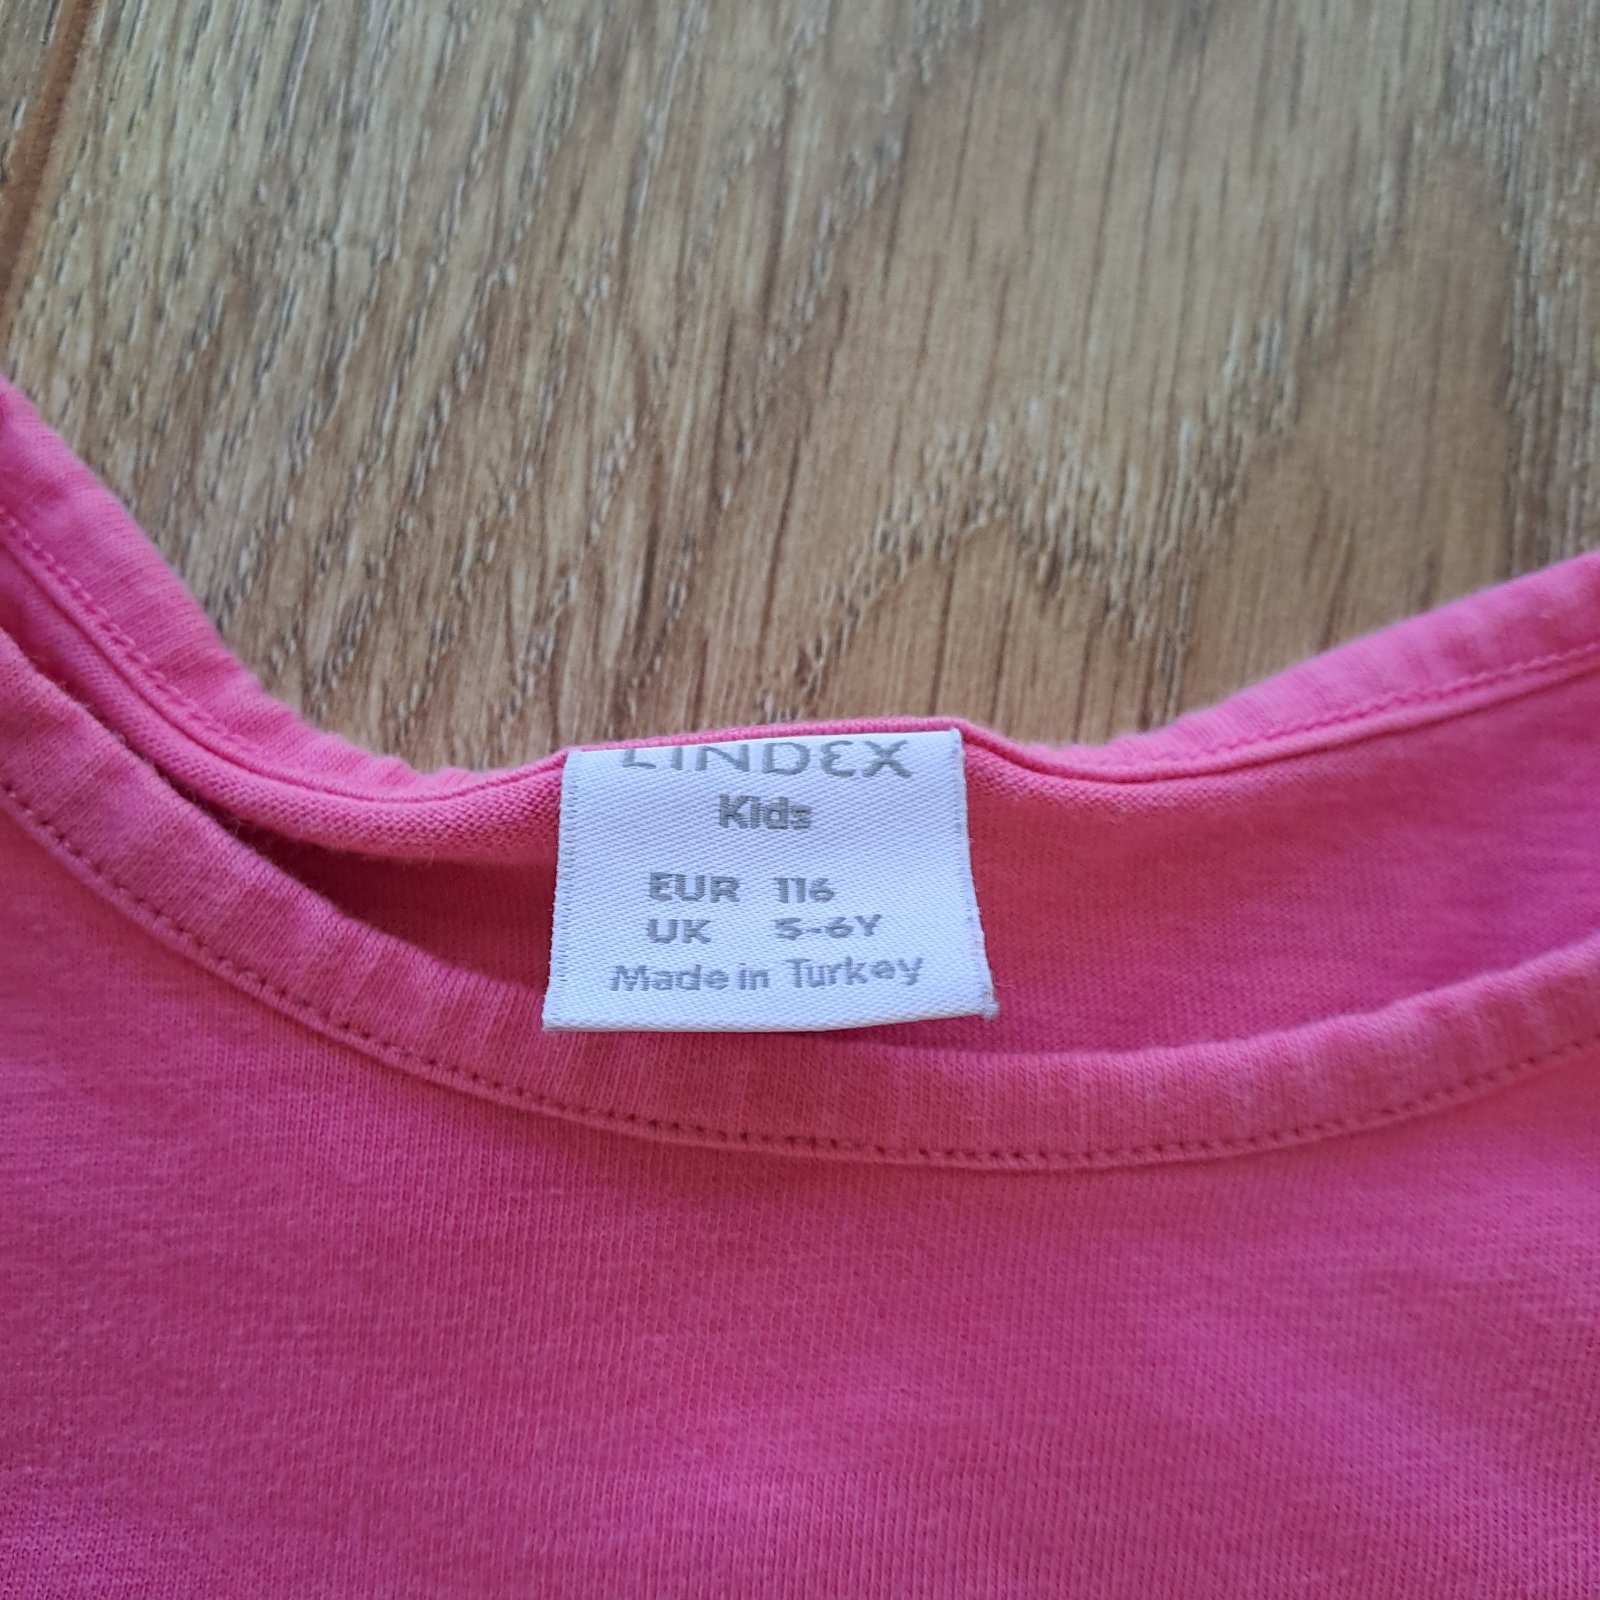 LINDEX
Kids
EUR 116
UK 5-6Y
Made in Turkey